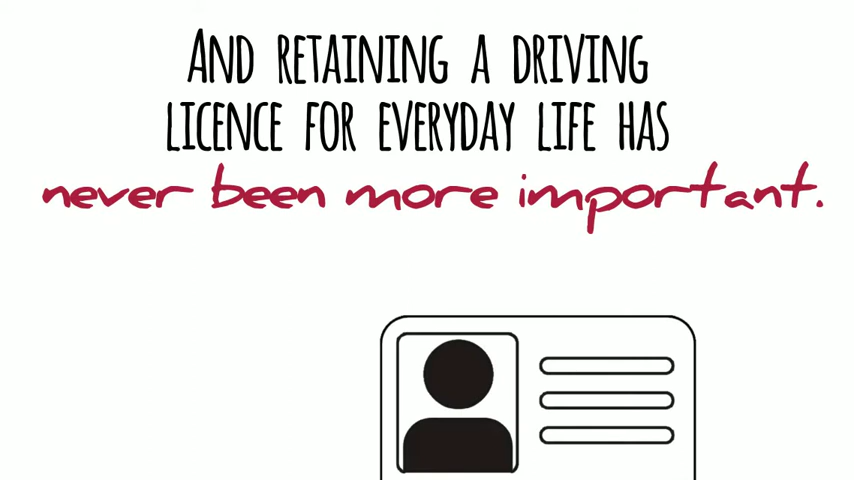 AND RETAINING A DRIVING
LICENCE FOR EVERYDAY LIFE HAS
never been more important.